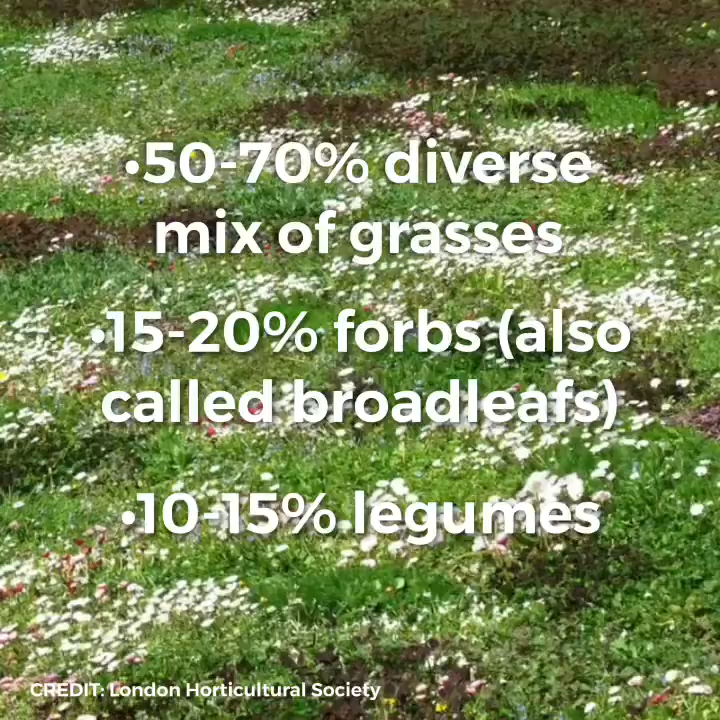 •50-70% diverse
mix of grasses
•15-20% forbs (also
called broadleafs)
•10-15% legumes
CREDIT: London Horticultural Society